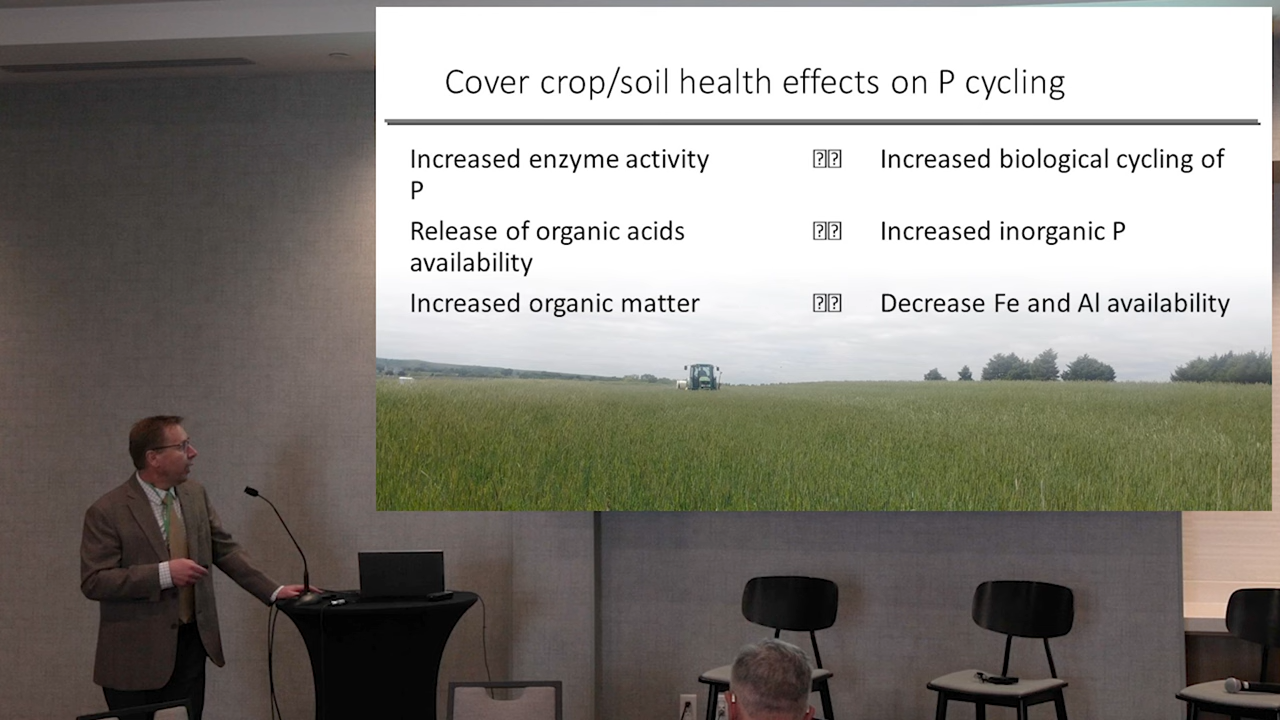 Cover crop/soil health effects on P cycling
Increased enzyme activity ⍰⍰ Increased biological cycling of
P
Release of organic acids ⍰⍰ Increased inorganic P
availability
Increased organic matter ⍰⍰ Decrease Fe and Al availability